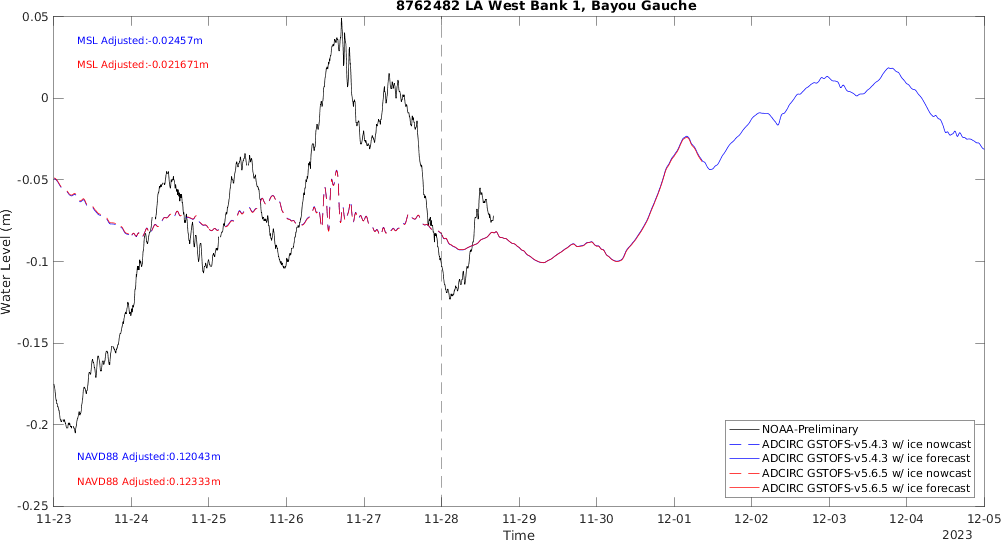 8762482 LA West Bank 1, Bayou Gauche
0.05
MSL Adjusted:-0.02457m
MSL Adjusted:-0.021671m
0
-0.05
-0.1
-0.15
-0.2
-0.25
Water Level (m)
NAVD88 Adjusted:0.12043m
NAVD88 Adjusted:0.12333m
NOAA-Preliminary
ADCIRC GSTOFS-v5.4.3 w/ ice nowcast
ADCIRC GSTOFS-v5.4.3 w/ ice forecast
ADCIRC GSTOFS-v5.6.5 w/ ice nowcast
ADCIRC GSTOFS-v5.6.5 w/ ice forecast
11-23 11-24 11-25 11-26 11-27 11-28 11-29 11-30 12-01 12-02 12-03 12-04 12-05
Time
2023